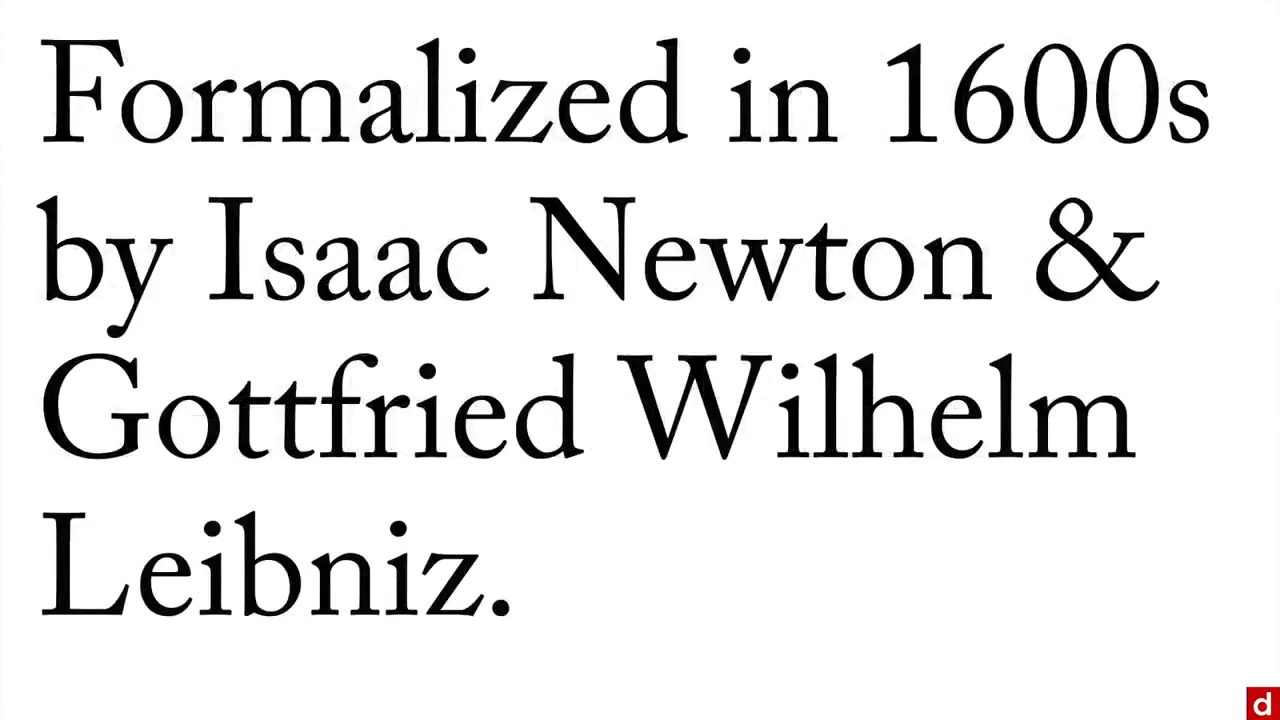 Formalized in 1600s
by Isaac Newton &
Gottfried Wilhelm
Leibniz.
d